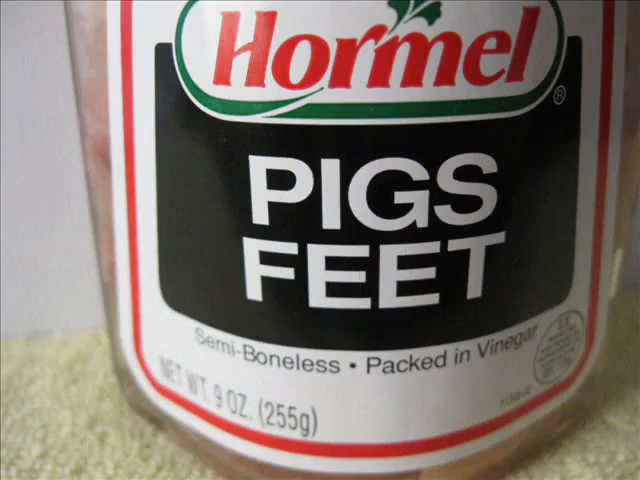 Hormel
®
PIGS
FEET
Semi-Boneless • Packed in Vinegar
NET WT. 9 OZ. (255g)